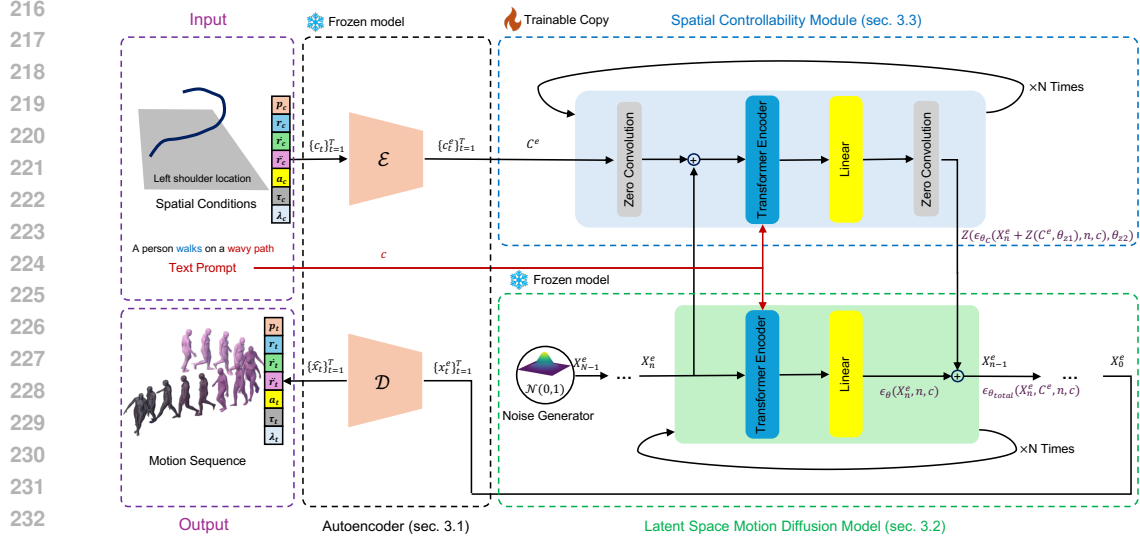 216
217
218
219
220
221
222
223
224
225
226
227
228
229
230
231
232
Input
Frozen model
Trainable Copy
Spatial Controllability Module (sec. 3.3)
Left shoulder location
Spatial Conditions
p_c
r_c
ṙ_c
r̈_c
a_c
τ_c
λ_c
A person walks on a wavy path
Text Prompt
{c_t}_{t=1}^T
ℰ
{c_t^e}_{t=1}^T
C^e
c
Zero Convolution
+
Transformer Encoder
Linear
Zero Convolution
×N Times
Z(ϵ_{θ_C}(X_n^e + Z(C^e, θ_{z1}), n, c), θ_{z2})
Frozen model
Motion Sequence
p_t
r_t
ṙ_t
r̈_t
a_t
τ_t
λ_t
{x̂_t}_{t=1}^T
𝒟
{x_t^e}_{t=1}^T
𝒩(0,1)
Noise Generator
X_{N-1}^e
...
X_n^e
Transformer Encoder
Linear
ϵ_θ(X_n^e, n, c)
+
X_{n-1}^e
ϵ_{θ_{total}}(X_n^e, C^e, n, c)
...
X_0^e
×N Times
Output
Autoencoder (sec. 3.1)
Latent Space Motion Diffusion Model (sec. 3.2)